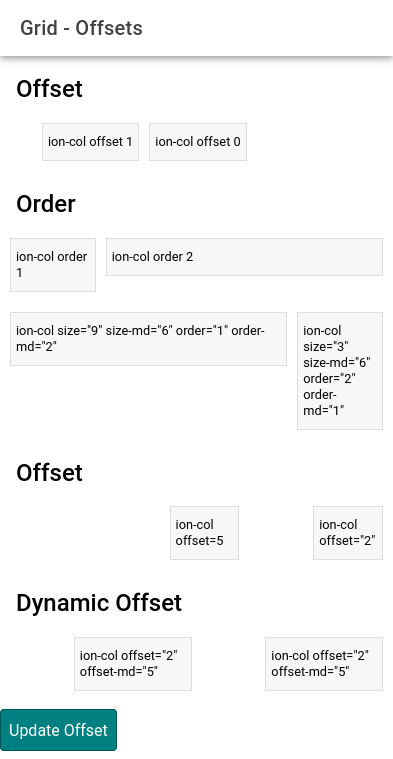 Grid - Offsets
Offset
ion-col offset 1
ion-col offset 0
Order
ion-col order
1
ion-col order 2
ion-col size="9" size-md="6" order="1" order-
md="2"
ion-col
size="3"
size-md="6"
order="2"
order-
md="1"
Offset
ion-col
offset=5
ion-col
offset="2"
Dynamic Offset
ion-col offset="2"
offset-md="5"
ion-col offset="2"
offset-md="5"
Update Offset